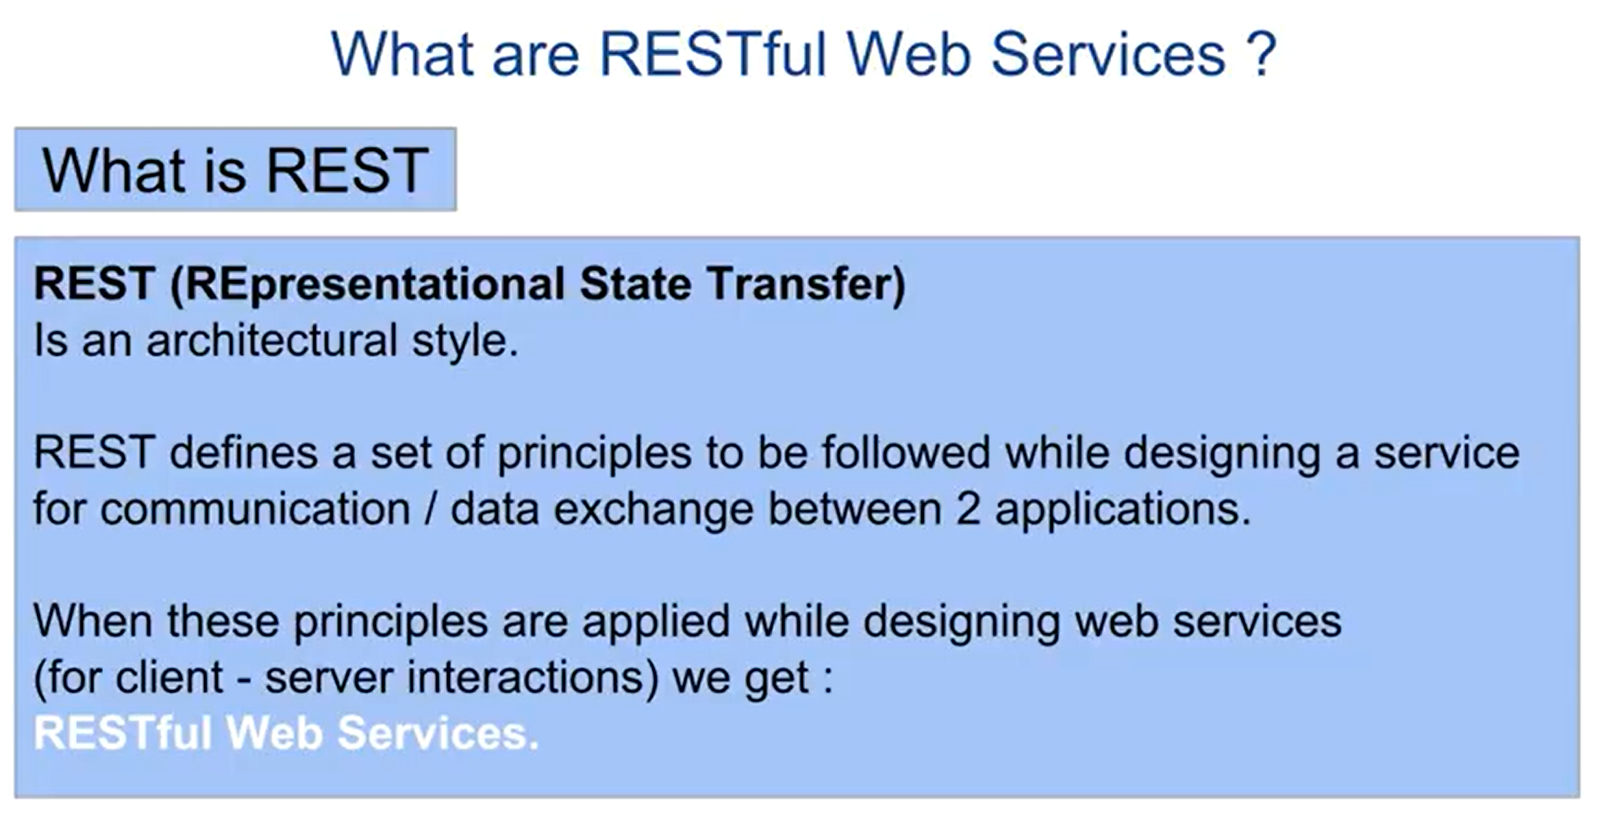 What are RESTful Web Services ?
What is REST
REST (REpresentational State Transfer)
Is an architectural style.
REST defines a set of principles to be followed while designing a service
for communication / data exchange between 2 applications.
When these principles are applied while designing web services
(for client - server interactions) we get :
RESTful Web Services.